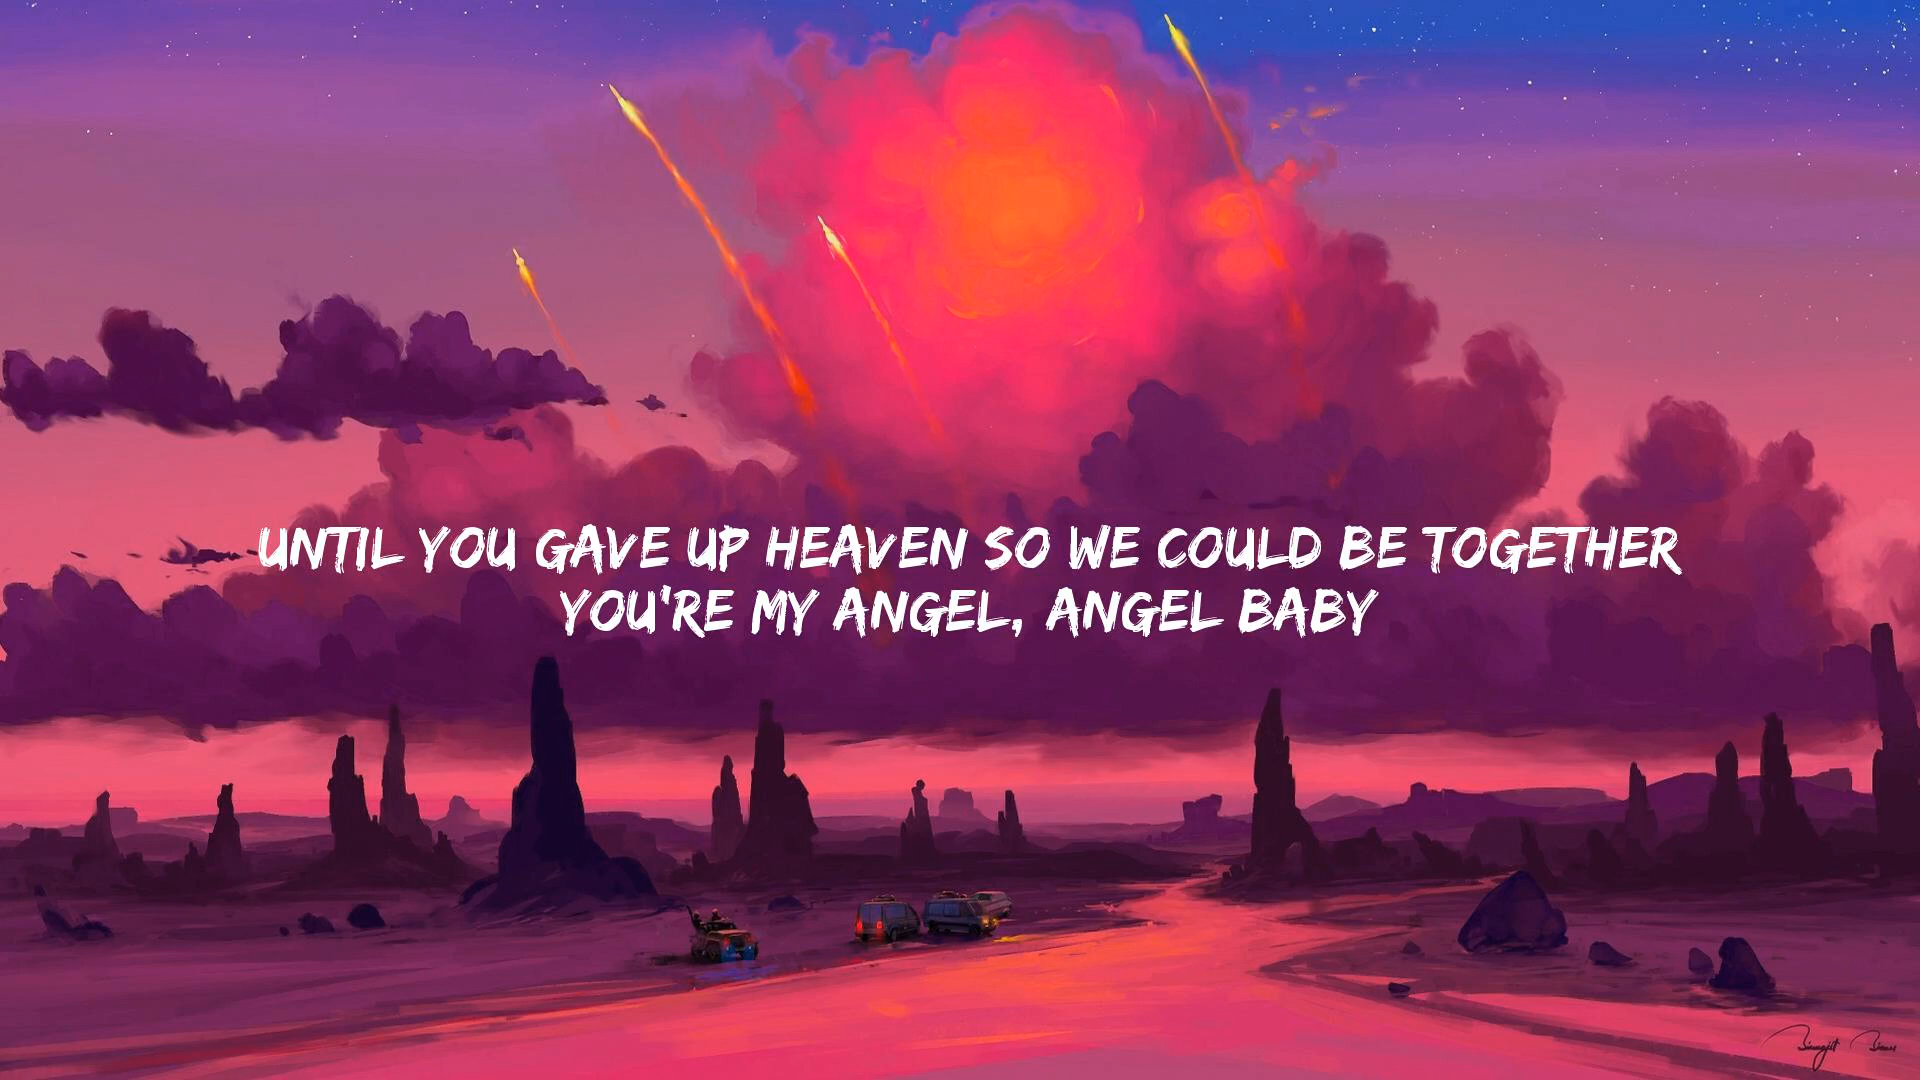 UNTIL YOU GAVE UP HEAVEN SO WE COULD BE TOGETHER
YOU'RE MY ANGEL, ANGEL BABY